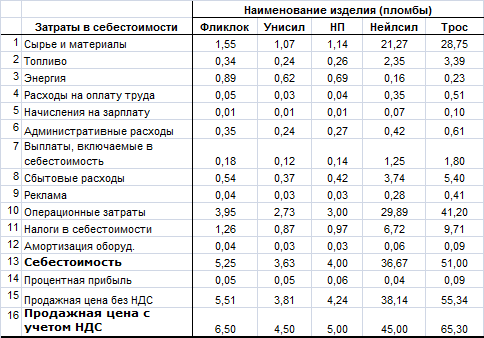 Затраты в себестоимости Наименование изделия (пломбы)
Фликлок Унисил НП Нейлсил Трос
1 Сырье и материалы 1,55 1,07 1,14 21,27 28,75
2 Топливо 0,34 0,24 0,26 2,35 3,39
3 Энергия 0,89 0,62 0,69 0,16 0,23
4 Расходы на оплату труда 0,05 0,03 0,04 0,35 0,51
5 Начисления на зарплату 0,01 0,01 0,01 0,07 0,10
6 Административные расходы 0,35 0,24 0,27 0,42 0,61
7 Выплаты, включаемые в
себестоимость 0,18 0,12 0,14 1,25 1,80
8 Сбытовые расходы 0,54 0,37 0,42 3,74 5,40
9 Реклама 0,04 0,03 0,03 0,28 0,41
10 Операционные затраты 3,95 2,73 3,00 29,89 41,20
11 Налоги в себестоимости 1,26 0,87 0,97 6,72 9,71
12 Амортизация оборуд. 0,04 0,03 0,03 0,06 0,09
13 Себестоимость 5,25 3,63 4,00 36,67 51,00
14 Процентная прибыль 0,05 0,05 0,06 0,04 0,09
15 Продажная цена без НДС 5,51 3,81 4,24 38,14 55,34
16 Продажная цена с
учетом НДС 6,50 4,50 5,00 45,00 65,30